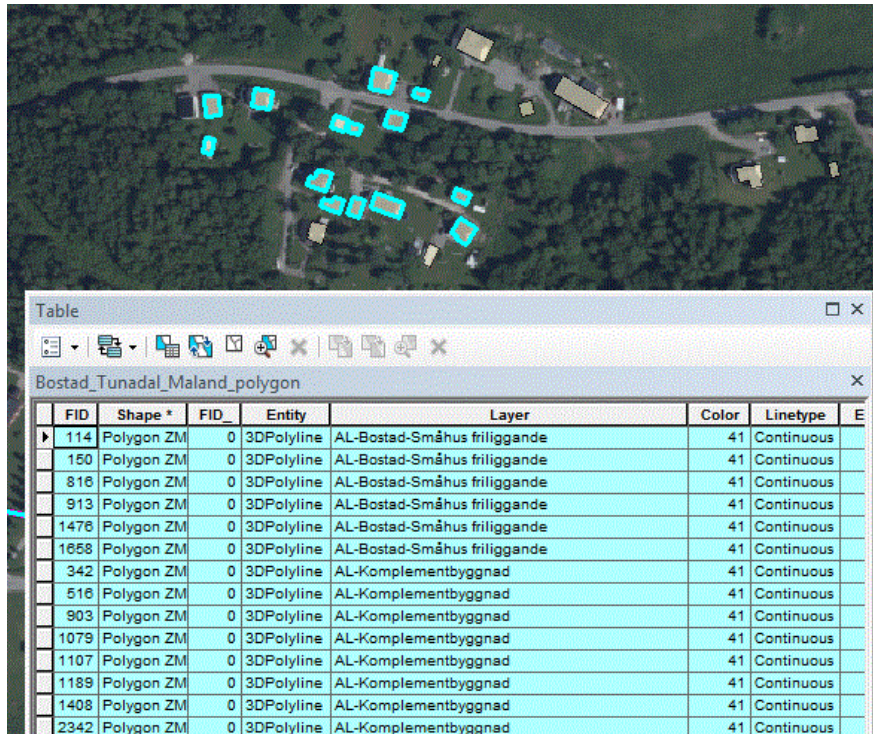 Table
Bostad_Tunadal_Maland_polygon
FID Shape * FID_ Entity Layer Color Linetype E
114 Polygon ZM 0 3DPolyline AL-Bostad-Småhus friliggande 41 Continuous
150 Polygon ZM 0 3DPolyline AL-Bostad-Småhus friliggande 41 Continuous
816 Polygon ZM 0 3DPolyline AL-Bostad-Småhus friliggande 41 Continuous
913 Polygon ZM 0 3DPolyline AL-Bostad-Småhus friliggande 41 Continuous
1476 Polygon ZM 0 3DPolyline AL-Bostad-Småhus friliggande 41 Continuous
1658 Polygon ZM 0 3DPolyline AL-Bostad-Småhus friliggande 41 Continuous
342 Polygon ZM 0 3DPolyline AL-Komplementbyggnad 41 Continuous
516 Polygon ZM 0 3DPolyline AL-Komplementbyggnad 41 Continuous
903 Polygon ZM 0 3DPolyline AL-Komplementbyggnad 41 Continuous
1079 Polygon ZM 0 3DPolyline AL-Komplementbyggnad 41 Continuous
1107 Polygon ZM 0 3DPolyline AL-Komplementbyggnad 41 Continuous
1189 Polygon ZM 0 3DPolyline AL-Komplementbyggnad 41 Continuous
1408 Polygon ZM 0 3DPolyline AL-Komplementbyggnad 41 Continuous
2342 Polygon ZM 0 3DPolyline AL-Komplementbyggnad 41 Continuous